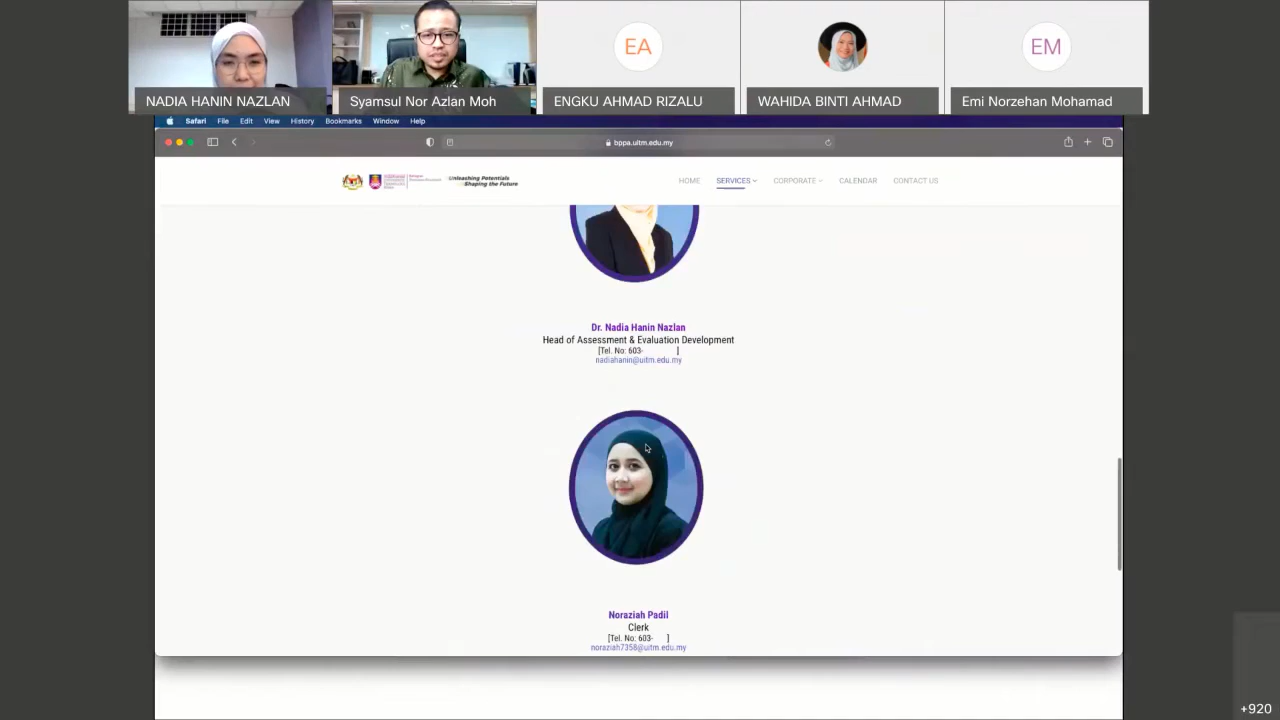 EA
EM
NADIA HANIN NAZLAN
Syamsul Nor Azlan Moh
ENGKU AHMAD RIZALU
WAHIDA BINTI AHMAD
Emi Norzehan Mohamad
Safari File Edit View History Bookmarks Window Help
bppa.uitm.edu.my
Unleashing Potentials
Shaping the Future
HOME SERVICES CORPORATE CALENDAR CONTACT US
Dr. Nadia Hanin Nazlan
Head of Assessment & Evaluation Development
[Tel. No: 603- ]
nadiahanin@uitm.edu.my
Noraziah Padil
Clerk
[Tel. No: 603- ]
noraziah7358@uitm.edu.my
+920